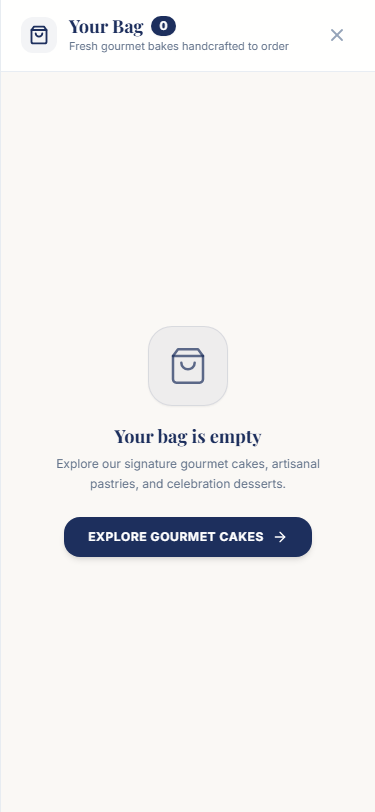 Your Bag 0
Fresh gourmet bakes handcrafted to order
Your bag is empty
Explore our signature gourmet cakes, artisanal
pastries, and celebration desserts.
EXPLORE GOURMET CAKES →